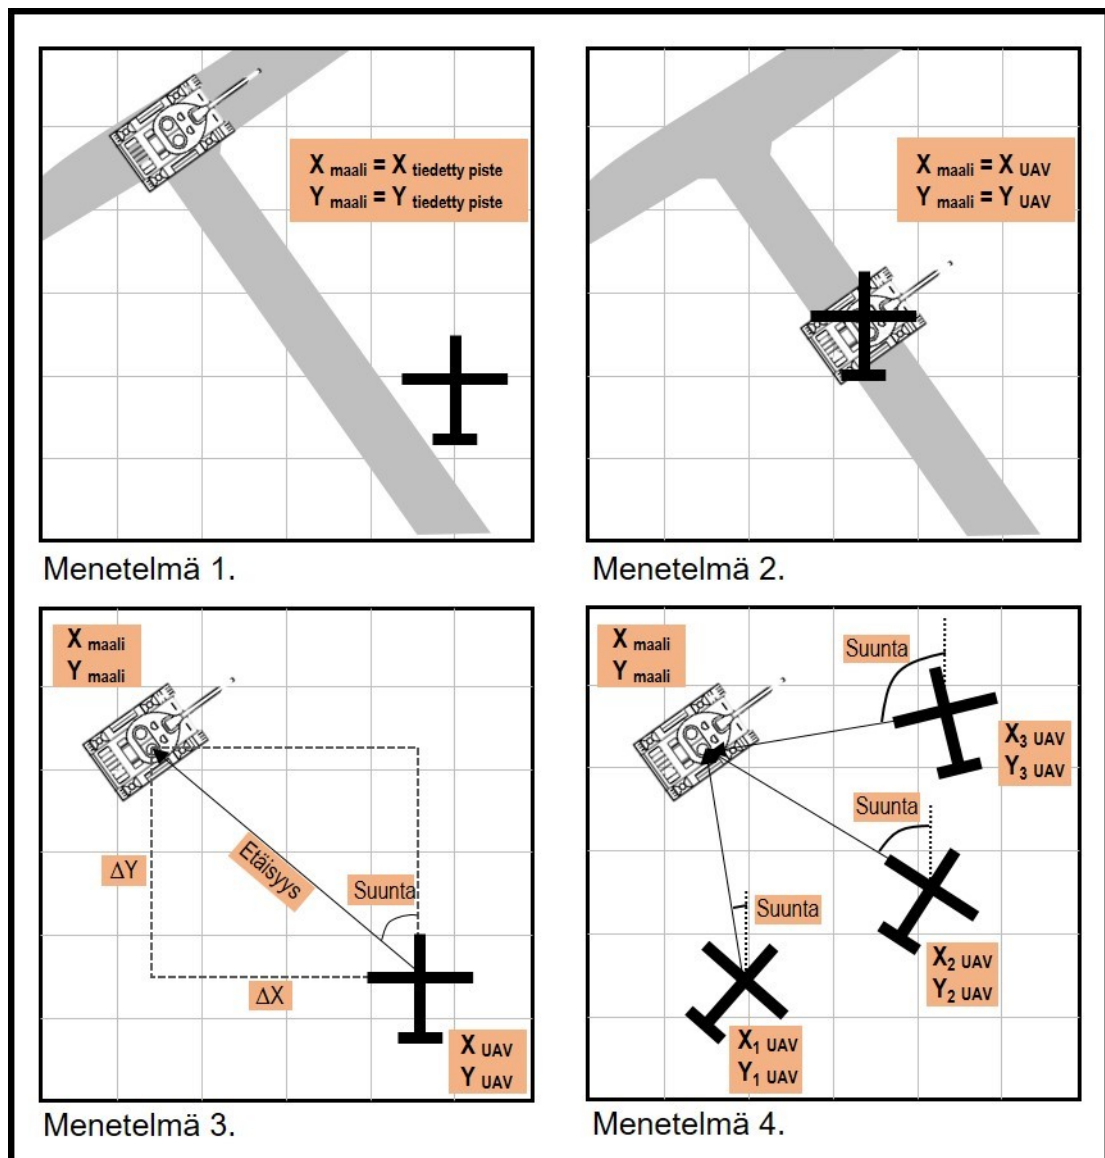 X maali = X tiedetty piste
Y maali = Y tiedetty piste
Menetelmä 1.
X maali = X UAV
Y maali = Y UAV
Menetelmä 2.
X maali
Y maali
Etäisyys
Suunta
ΔY
ΔX
X UAV
Y UAV
Menetelmä 3.
X maali
Y maali
Suunta
X3 UAV
Y3 UAV
Suunta
Suunta
X2 UAV
Y2 UAV
X1 UAV
Y1 UAV
Menetelmä 4.